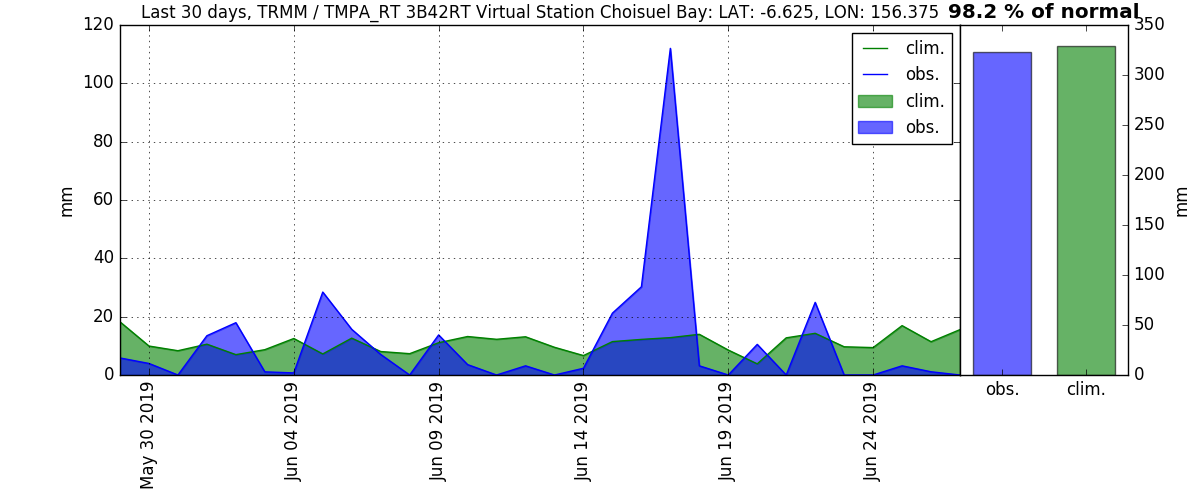 Last 30 days, TRMM / TMPA_RT 3B42RT Virtual Station Choisuel Bay: LAT: -6.625, LON: 156.375
98.2 % of normal
120
100
80
60
40
20
0
mm
May 30 2019
Jun 04 2019
Jun 09 2019
Jun 14 2019
Jun 19 2019
Jun 24 2019
clim.
obs.
clim.
obs.
350
300
250
200
150
100
50
0
mm
obs.
clim.